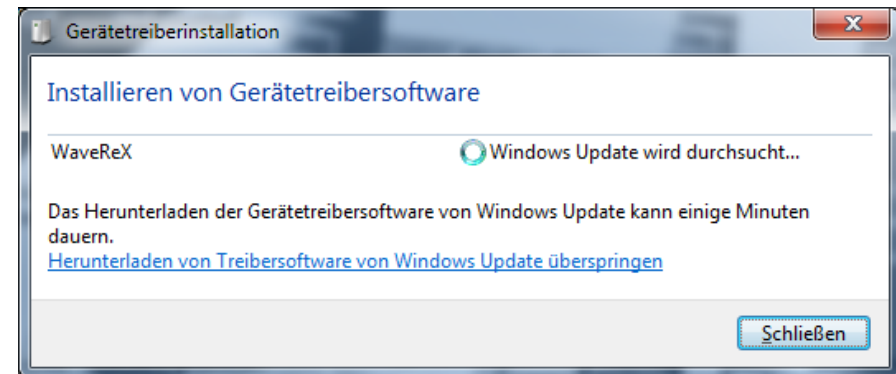 Gerätetreiberinstallation
Installieren von Gerätetreibersoftware
WaveReX Windows Update wird durchsucht...
Das Herunterladen der Gerätetreibersoftware von Windows Update kann einige Minuten
dauern.
Herunterladen von Treibersoftware von Windows Update überspringen
Schließen